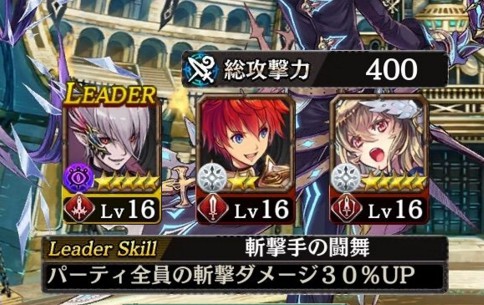 総攻撃力 400
LEADER
Lv16 Lv16 Lv16
Leader Skill 斬撃手の闘舞
パーティ全員の斬撃ダメージ30%UP